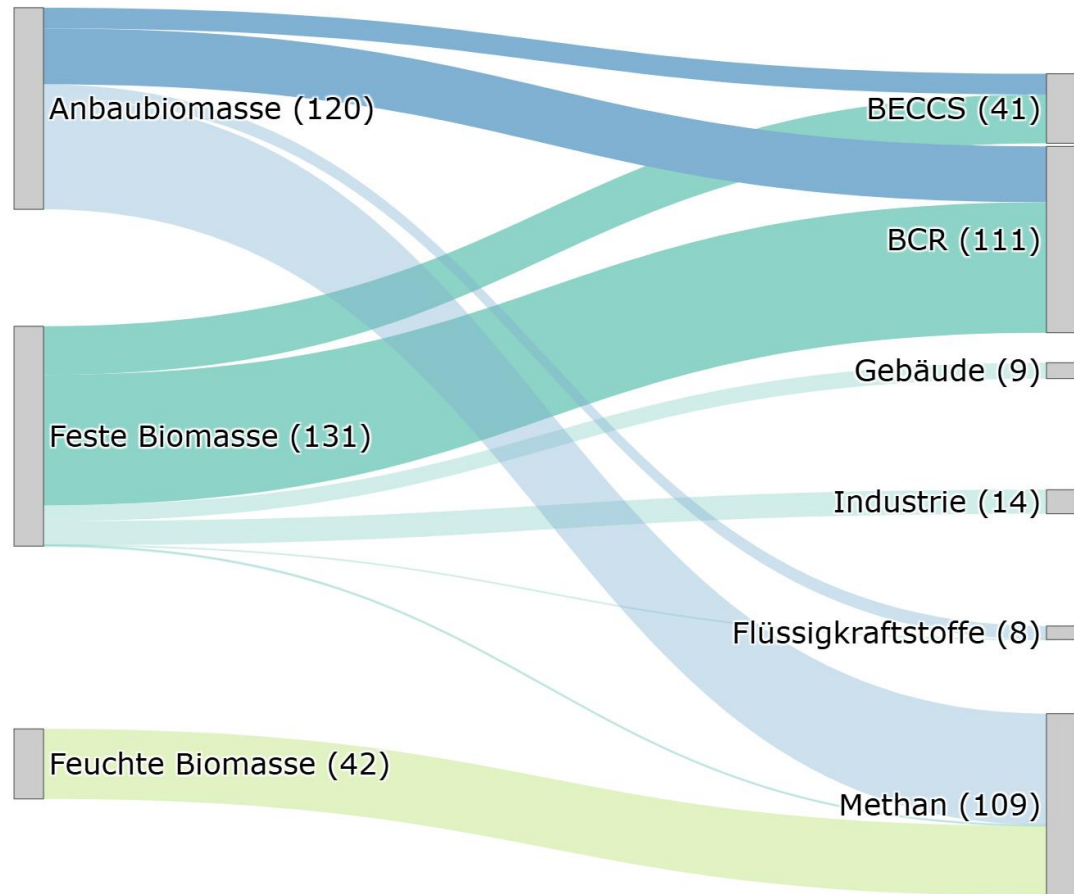 Anbaubiomasse (120)
BECCS (41)
BCR (111)
Gebäude (9)
Feste Biomasse (131)
Industrie (14)
Flüssigkraftstoffe (8)
Feuchte Biomasse (42)
Methan (109)